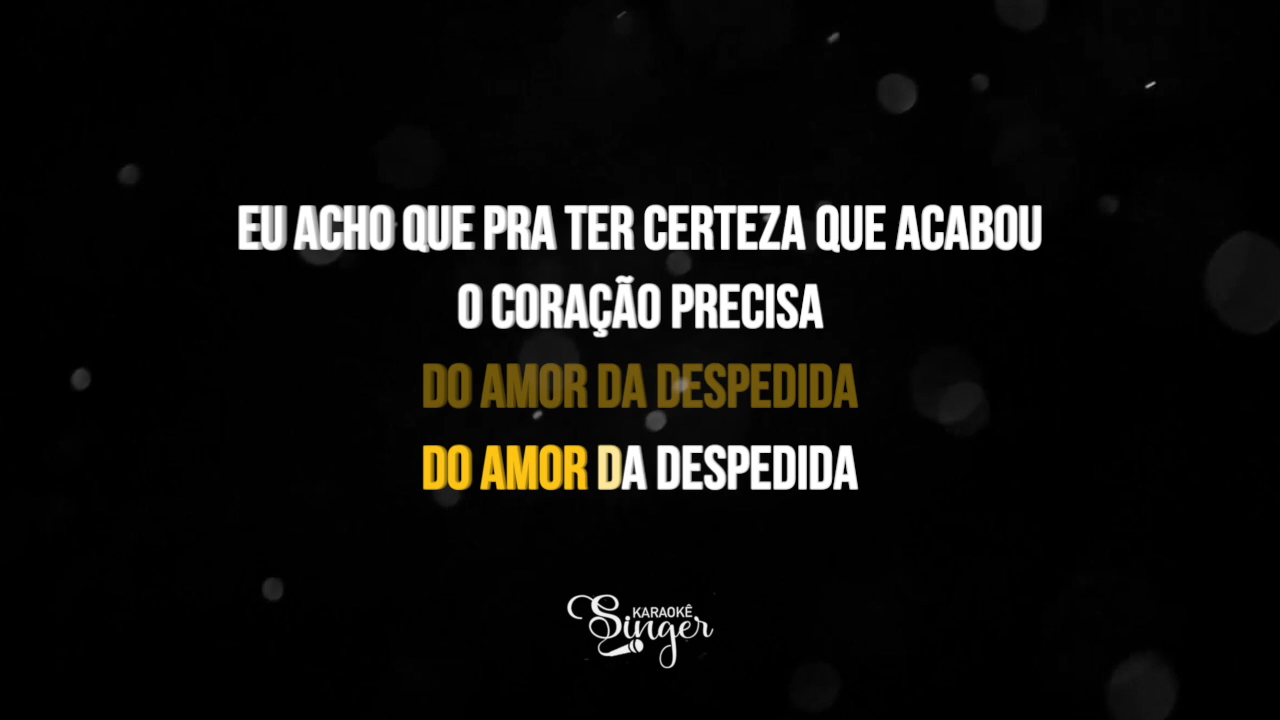 EU ACHO QUE PRA TER CERTEZA QUE ACABOU
O CORAÇÃO PRECISA
DO AMOR DA DESPEDIDA
DO AMOR DA DESPEDIDA
KARAOKÊ
Singer